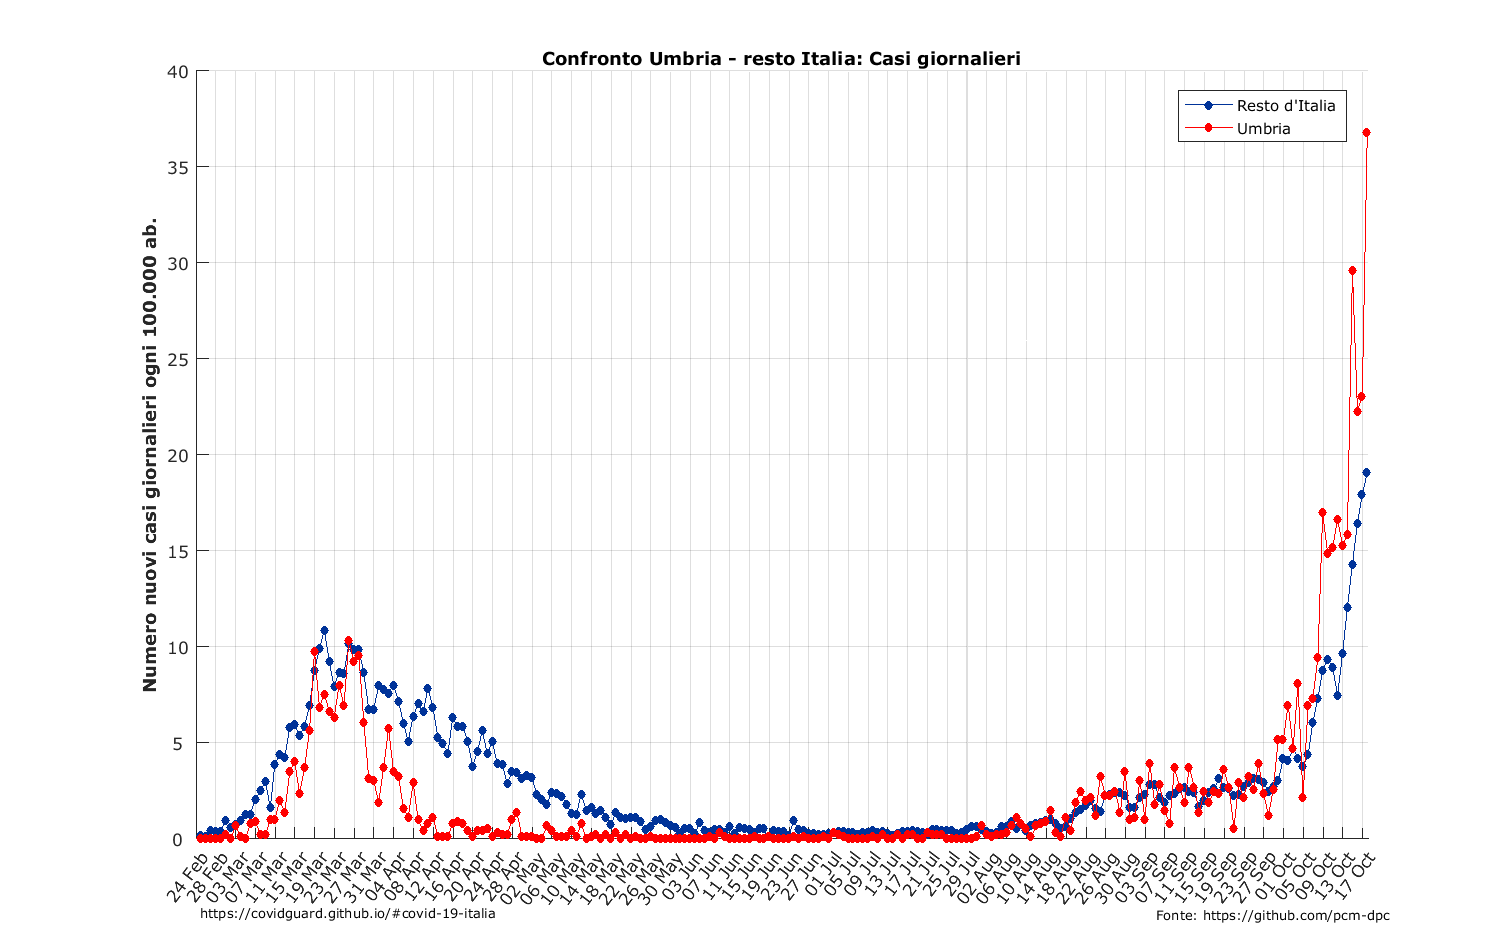 Confronto Umbria - resto Italia: Casi giornalieri
Resto d'Italia
Umbria
Numero nuovi casi giornalieri ogni 100.000 ab.
40
35
30
25
20
15
10
5
0
24 Feb
28 Feb
03 Mar
07 Mar
11 Mar
15 Mar
19 Mar
23 Mar
27 Mar
31 Mar
04 Apr
08 Apr
12 Apr
16 Apr
20 Apr
24 Apr
28 Apr
02 May
06 May
10 May
14 May
18 May
22 May
26 May
30 May
03 Jun
07 Jun
11 Jun
15 Jun
19 Jun
23 Jun
27 Jun
01 Jul
05 Jul
09 Jul
13 Jul
17 Jul
21 Jul
25 Jul
29 Jul
02 Aug
06 Aug
10 Aug
14 Aug
18 Aug
22 Aug
26 Aug
30 Aug
03 Sep
07 Sep
11 Sep
15 Sep
19 Sep
23 Sep
27 Sep
01 Oct
05 Oct
09 Oct
13 Oct
17 Oct
https://covidguard.github.io/#covid-19-italia
Fonte: https://github.com/pcm-dpc